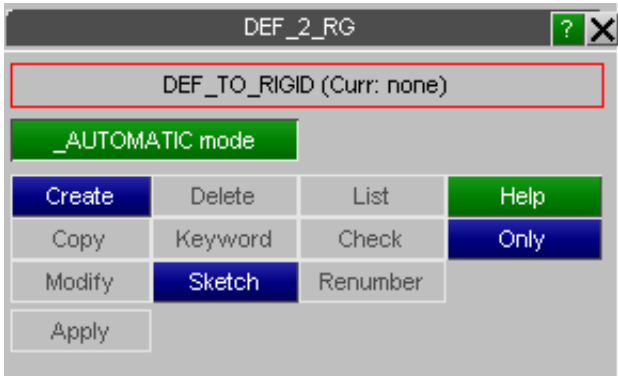 DEF_2_RG ? X
DEF_TO_RIGID (Curr: none)
_AUTOMATIC mode
Create Delete List Help
Copy Keyword Check Only
Modify Sketch Renumber
Apply